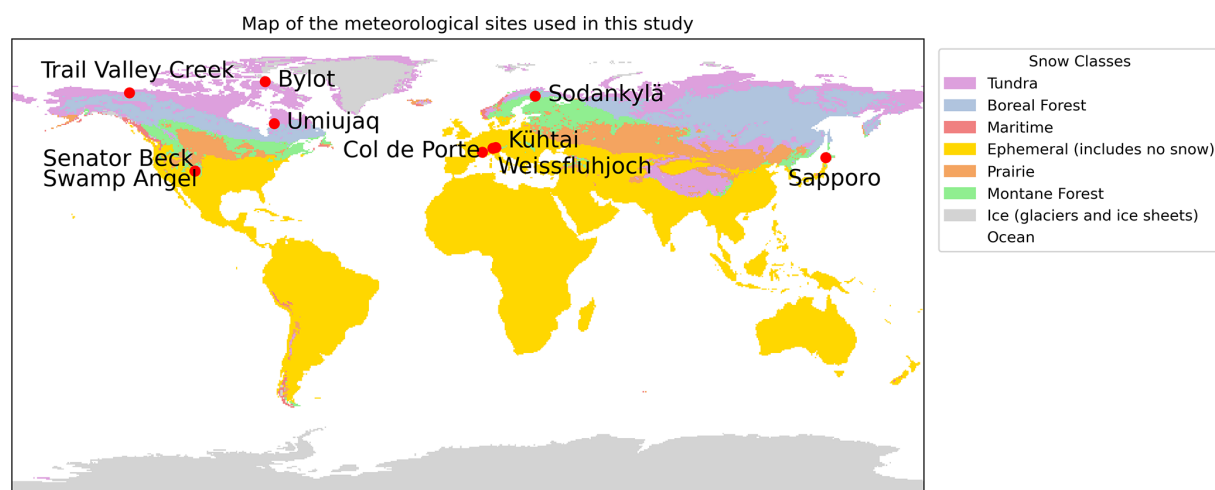 Map of the meteorological sites used in this study
Trail Valley Creek
Bylot
Umiujaq
Sodankylä
Kühtai
Col de Porte
Weissfluhjoch
Senator Beck
Swamp Angel
Sapporo
Snow Classes
Tundra
Boreal Forest
Maritime
Ephemeral (includes no snow)
Prairie
Montane Forest
Ice (glaciers and ice sheets)
Ocean